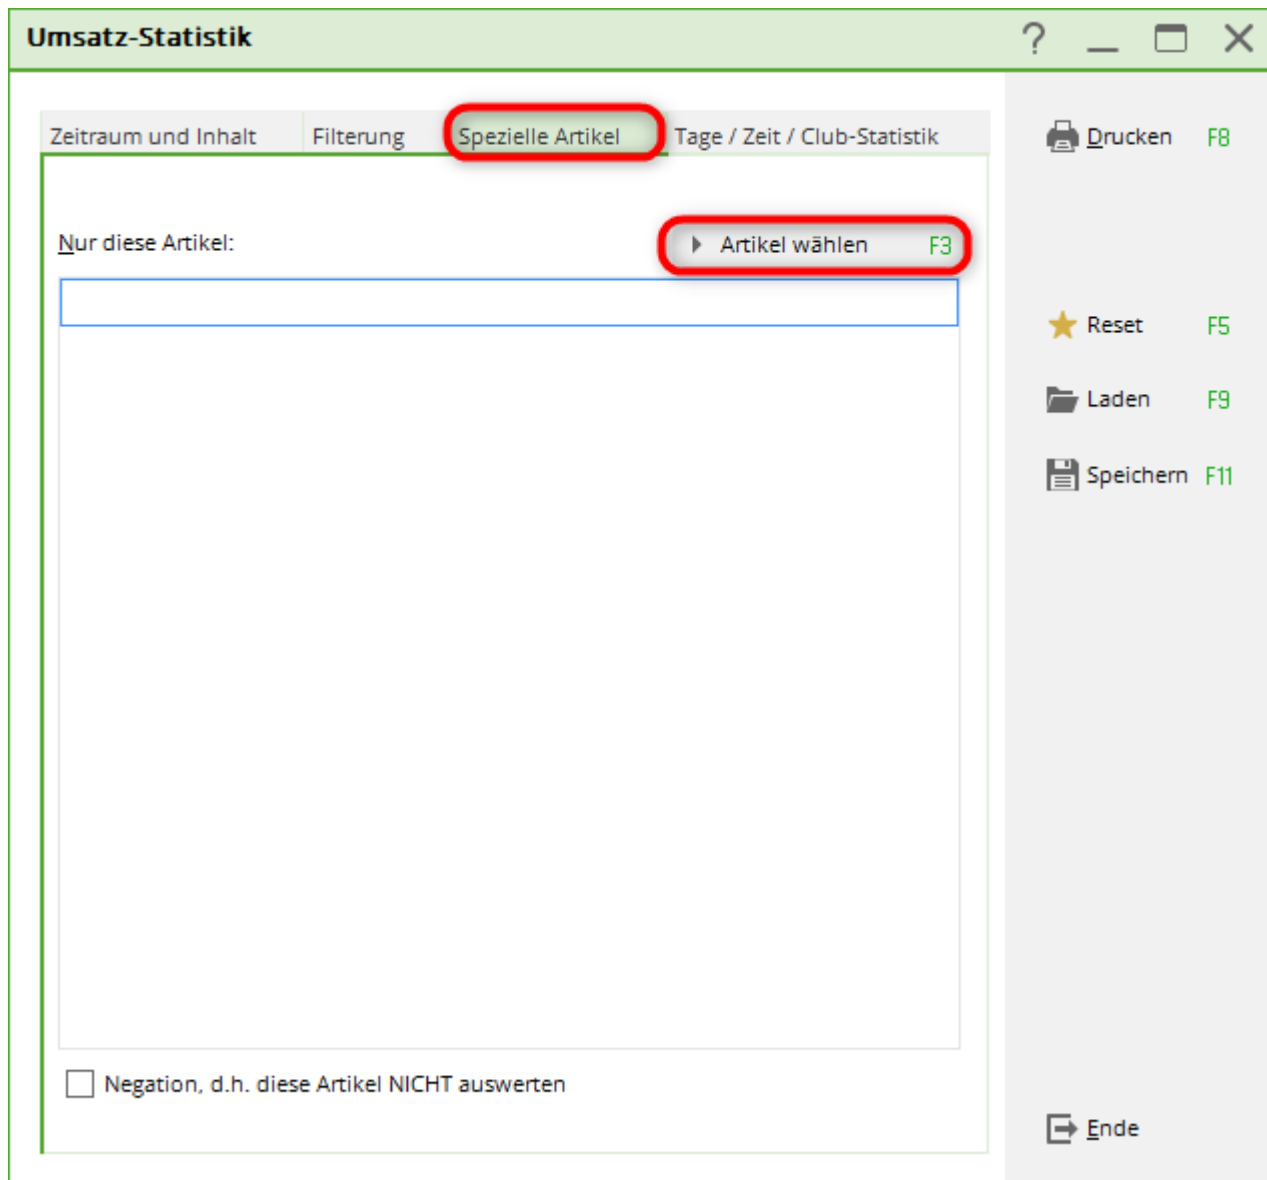 Umsatz-Statistik
Zeitraum und Inhalt Filterung Spezielle Artikel Tage / Zeit / Club-Statistik
Drucken F8
Nur diese Artikel: Artikel wählen F3
Reset F5
Laden F9
Speichern F11
Negation, d.h. diese Artikel NICHT auswerten
Ende